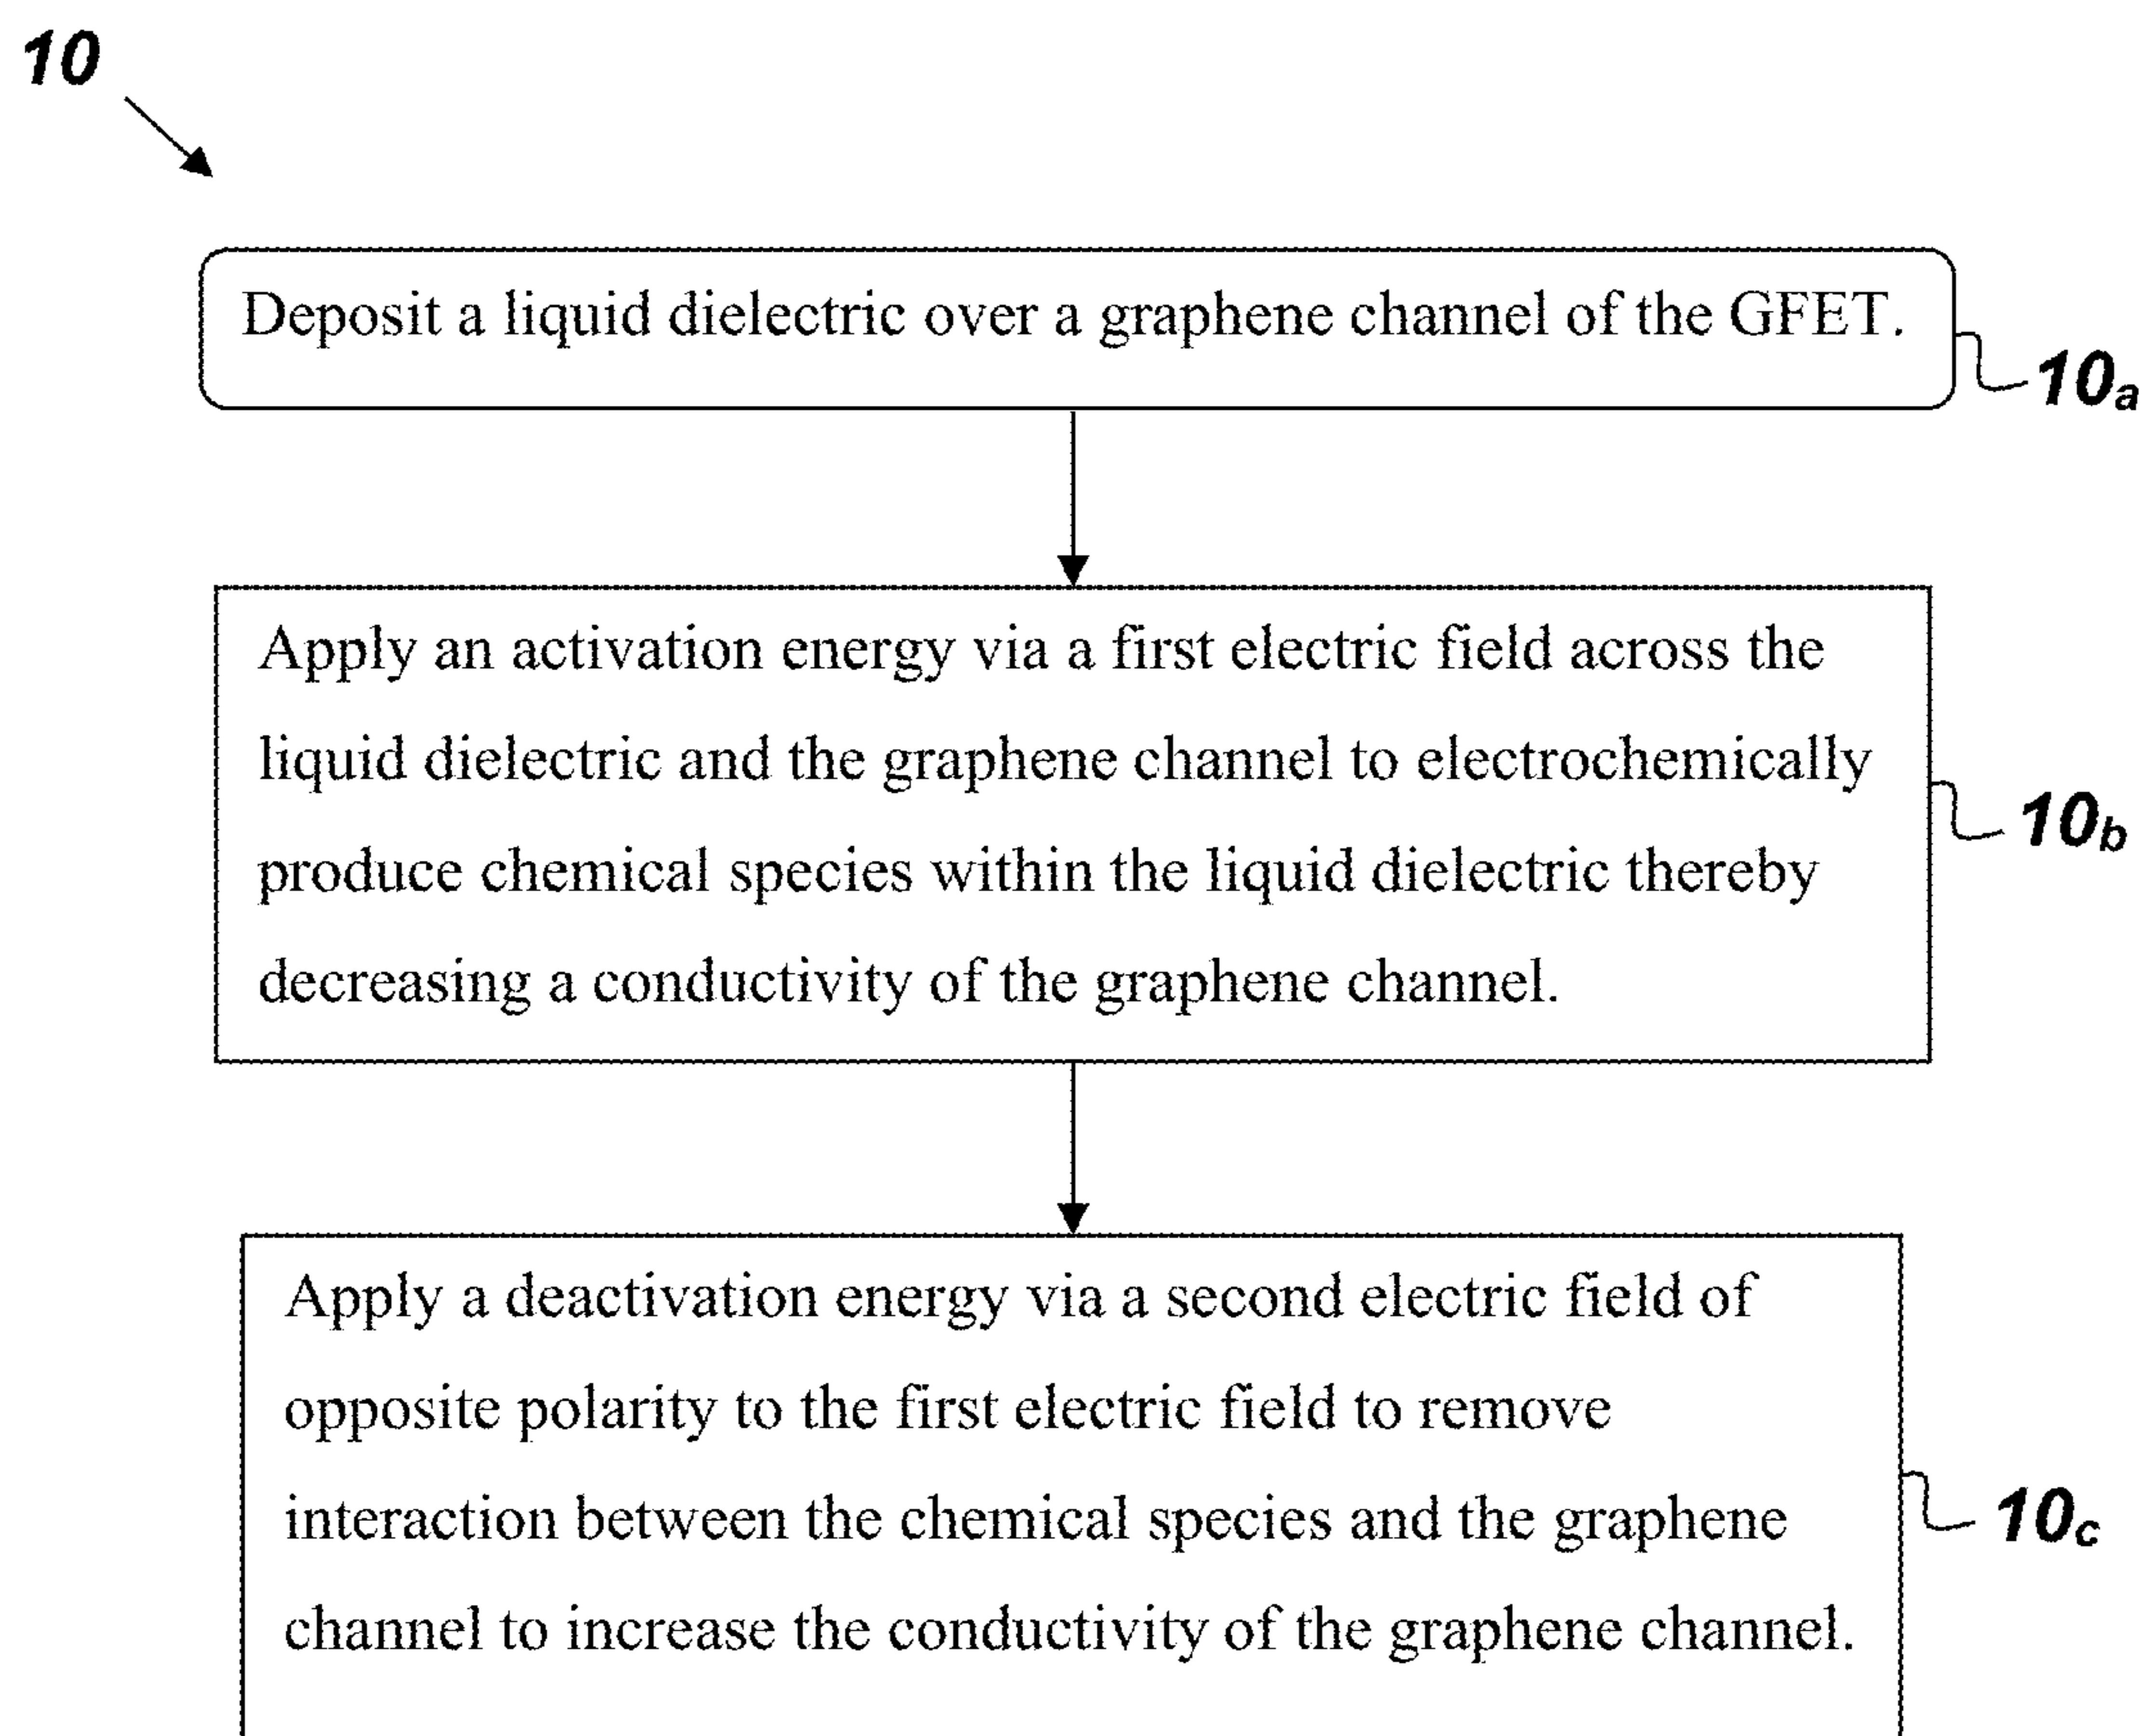 10
Deposit a liquid dielectric over a graphene channel of the GFET.
10a
Apply an activation energy via a first electric field across the
liquid dielectric and the graphene channel to electrochemically
produce chemical species within the liquid dielectric thereby
decreasing a conductivity of the graphene channel.
10b
Apply a deactivation energy via a second electric field of
opposite polarity to the first electric field to remove
interaction between the chemical species and the graphene
channel to increase the conductivity of the graphene channel.
10c